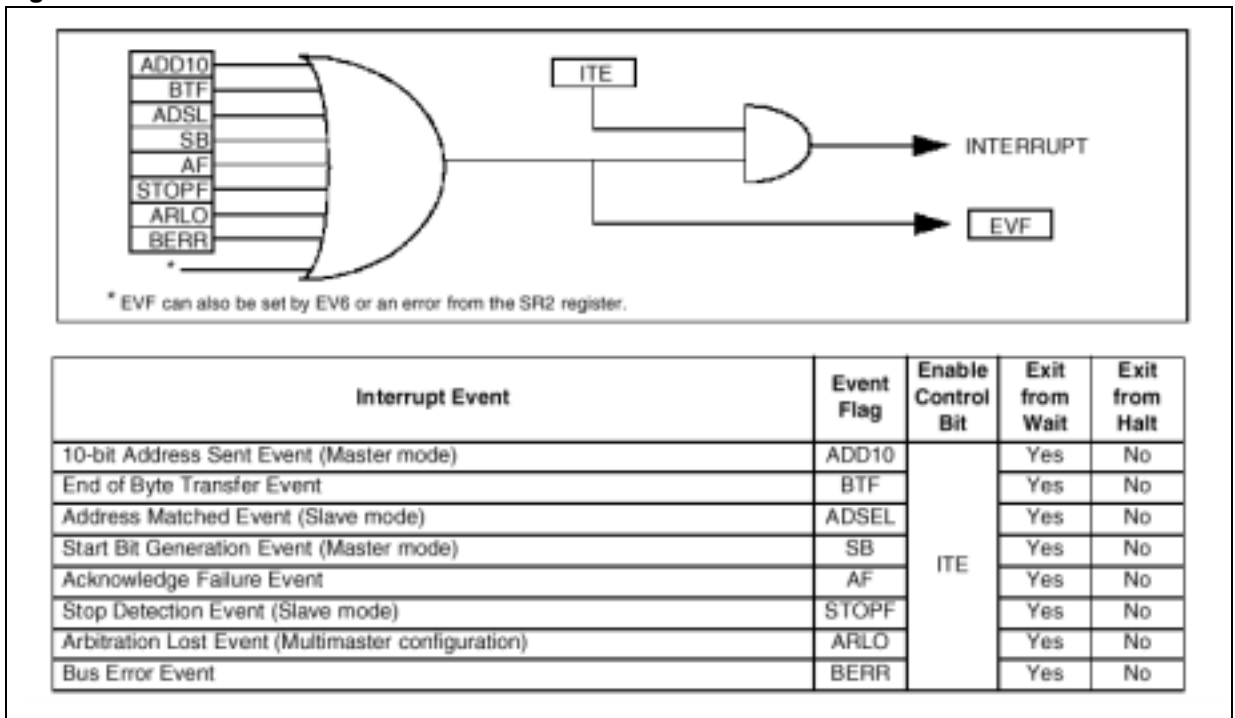 ADD10
BTF
ADSL
SB
AF
STOPF
ARLO
BERR
*
ITE
INTERRUPT
EVF
* EVF can also be set by EV6 or an error from the SR2 register.
Interrupt Event Event Flag Enable Control Bit Exit from Wait Exit from Halt
10-bit Address Sent Event (Master mode) ADD10 ITE Yes No
End of Byte Transfer Event BTF Yes No
Address Matched Event (Slave mode) ADSEL Yes No
Start Bit Generation Event (Master mode) SB Yes No
Acknowledge Failure Event AF Yes No
Stop Detection Event (Slave mode) STOPF Yes No
Arbitration Lost Event (Multimaster configuration) ARLO Yes No
Bus Error Event BERR Yes No